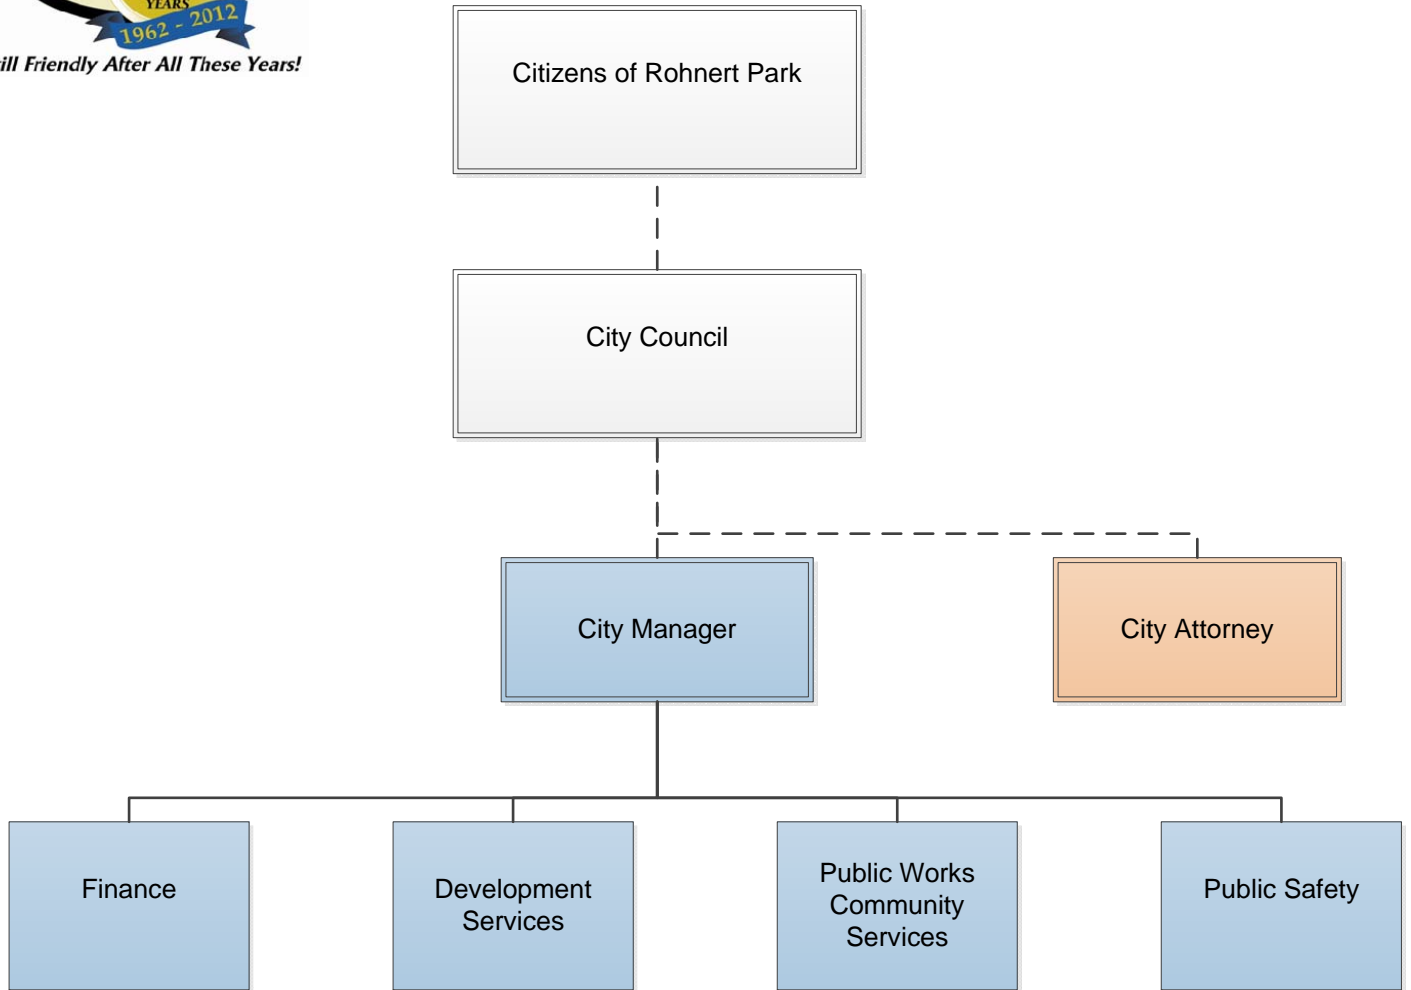 YEARS
1962 - 2012
ill Friendly After All These Years!
Citizens of Rohnert Park
City Council
City Manager
City Attorney
Finance
Development
Services
Public Works
Community
Services
Public Safety